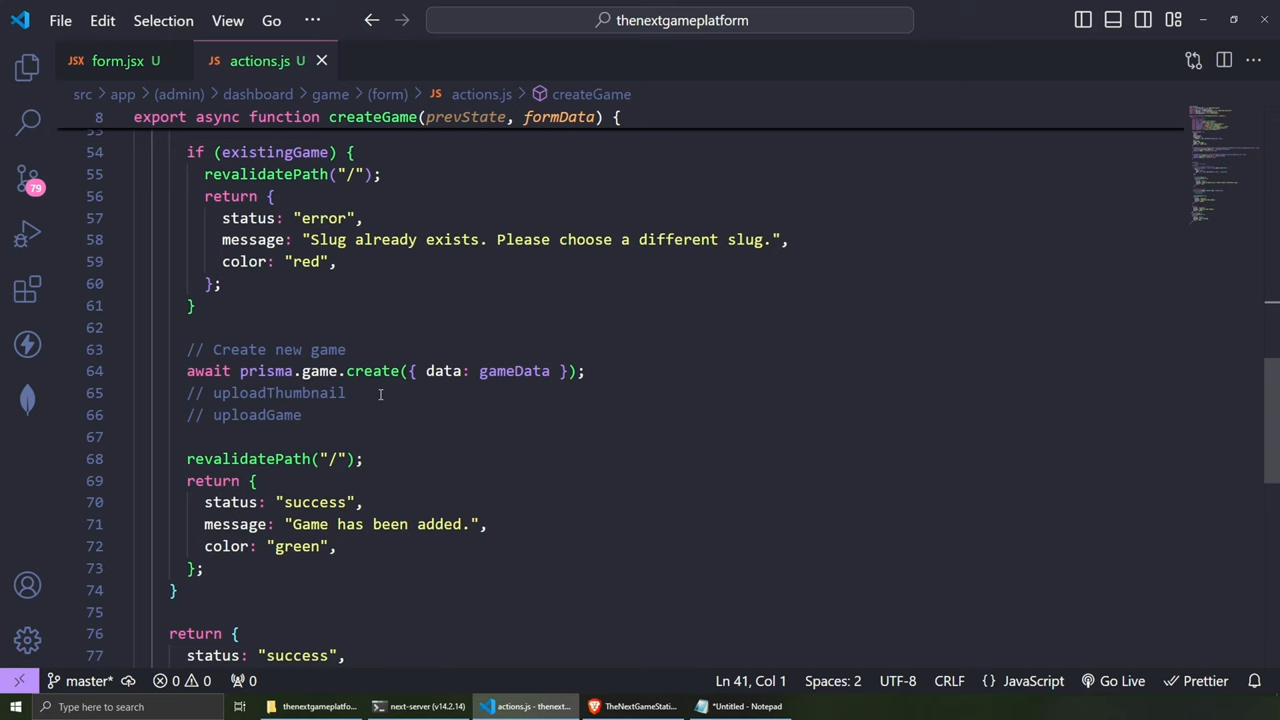 File Edit Selection View Go ··· thenextgameplatform
JSX form.jsx U JS actions.js U
src > app > (admin) > dashboard > game > (form) > JS actions.js > createGame
8 export async function createGame(prevState, formData) {
54 if (existingGame) {
55 revalidatePath("/");
56 return {
57 status: "error",
58 message: "Slug already exists. Please choose a different slug.",
59 color: "red",
60 };
61 }
62
63 // Create new game
64 await prisma.game.create({ data: gameData });
65 // uploadThumbnail
66 // uploadGame
67
68 revalidatePath("/");
69 return {
70 status: "success",
71 message: "Game has been added.",
72 color: "green",
73 };
74 }
75
76 return {
77 status: "success",
79
master* 0 0 0 Ln 41, Col 1 Spaces: 2 UTF-8 CRLF {} JavaScript Go Live Prettier
Type here to search thenextgameplatfo... next-server (v14.2.14) actions.js - thenext... TheNextGameStati... *Untitled - Notepad